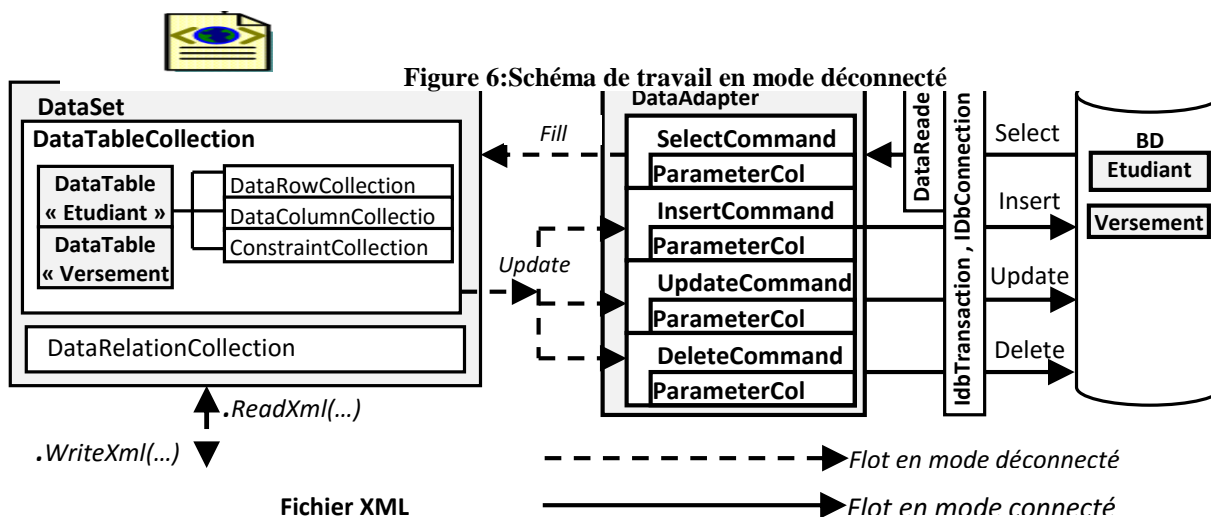 Figure 6:Schéma de travail en mode déconnecté
DataSet
DataTableCollection
DataTable
« Etudiant »
DataTable
« Versement
DataRowCollection
DataColumnCollectio
ConstraintCollection
DataRelationCollection
Fill
Update
DataAdapter
SelectCommand
ParameterCol
InsertCommand
ParameterCol
UpdateCommand
ParameterCol
DeleteCommand
ParameterCol
DataReade
IdbTransaction , IDbConnection
Select
Insert
Update
Delete
BD
Etudiant
Versement
.ReadXml(...)
.WriteXml(...)
Fichier XML
Flot en mode déconnecté
Flot en mode connecté